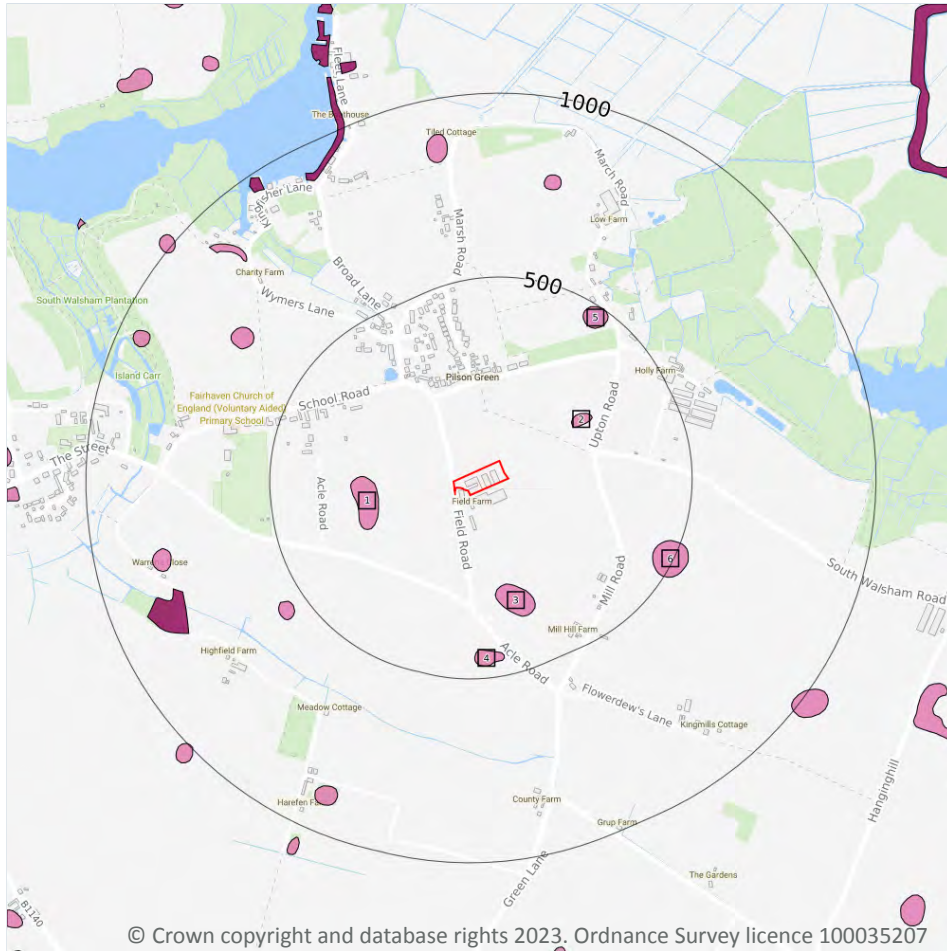 Fleet Lane
The Boathouse
1000
Tiled Cottage
March Road
Kingfisher Lane
Low Farm
Marsh Road
Charity Farm
Broad Lane
500
Wymers Lane
South Walsham Plantation
5
Island Carr
Pilson Green
Holly Farm
Fairhaven Church of
England (Voluntary Aided)
Primary School
School Road
2
Upton Road
The Street
1
Acle Road
Field Farm
Field Road
6
Warren Close
South Walsham Road
3
Mill Road
Mill Hill Farm
4
Acle Road
Highfield Farm
Flowerdew's Lane
Meadow Cottage
Kingmills Cottage
Hanginghill
Harefen Fa
County Farm
Grup Farm
Green Lane
The Gardens
B1140
© Crown copyright and database rights 2023. Ordnance Survey licence 100035207